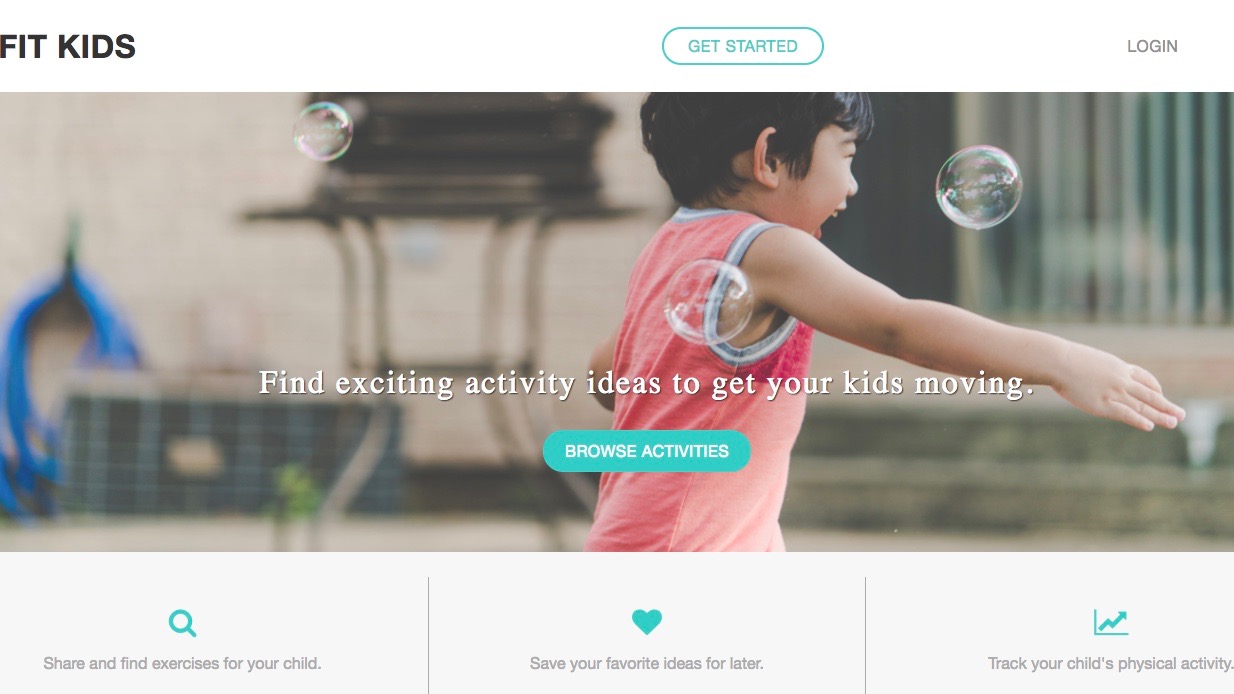 FIT KIDS
GET STARTED
LOGIN
Find exciting activity ideas to get your kids moving.
BROWSE ACTIVITIES
Share and find exercises for your child.
Save your favorite ideas for later.
Track your child's physical activity.